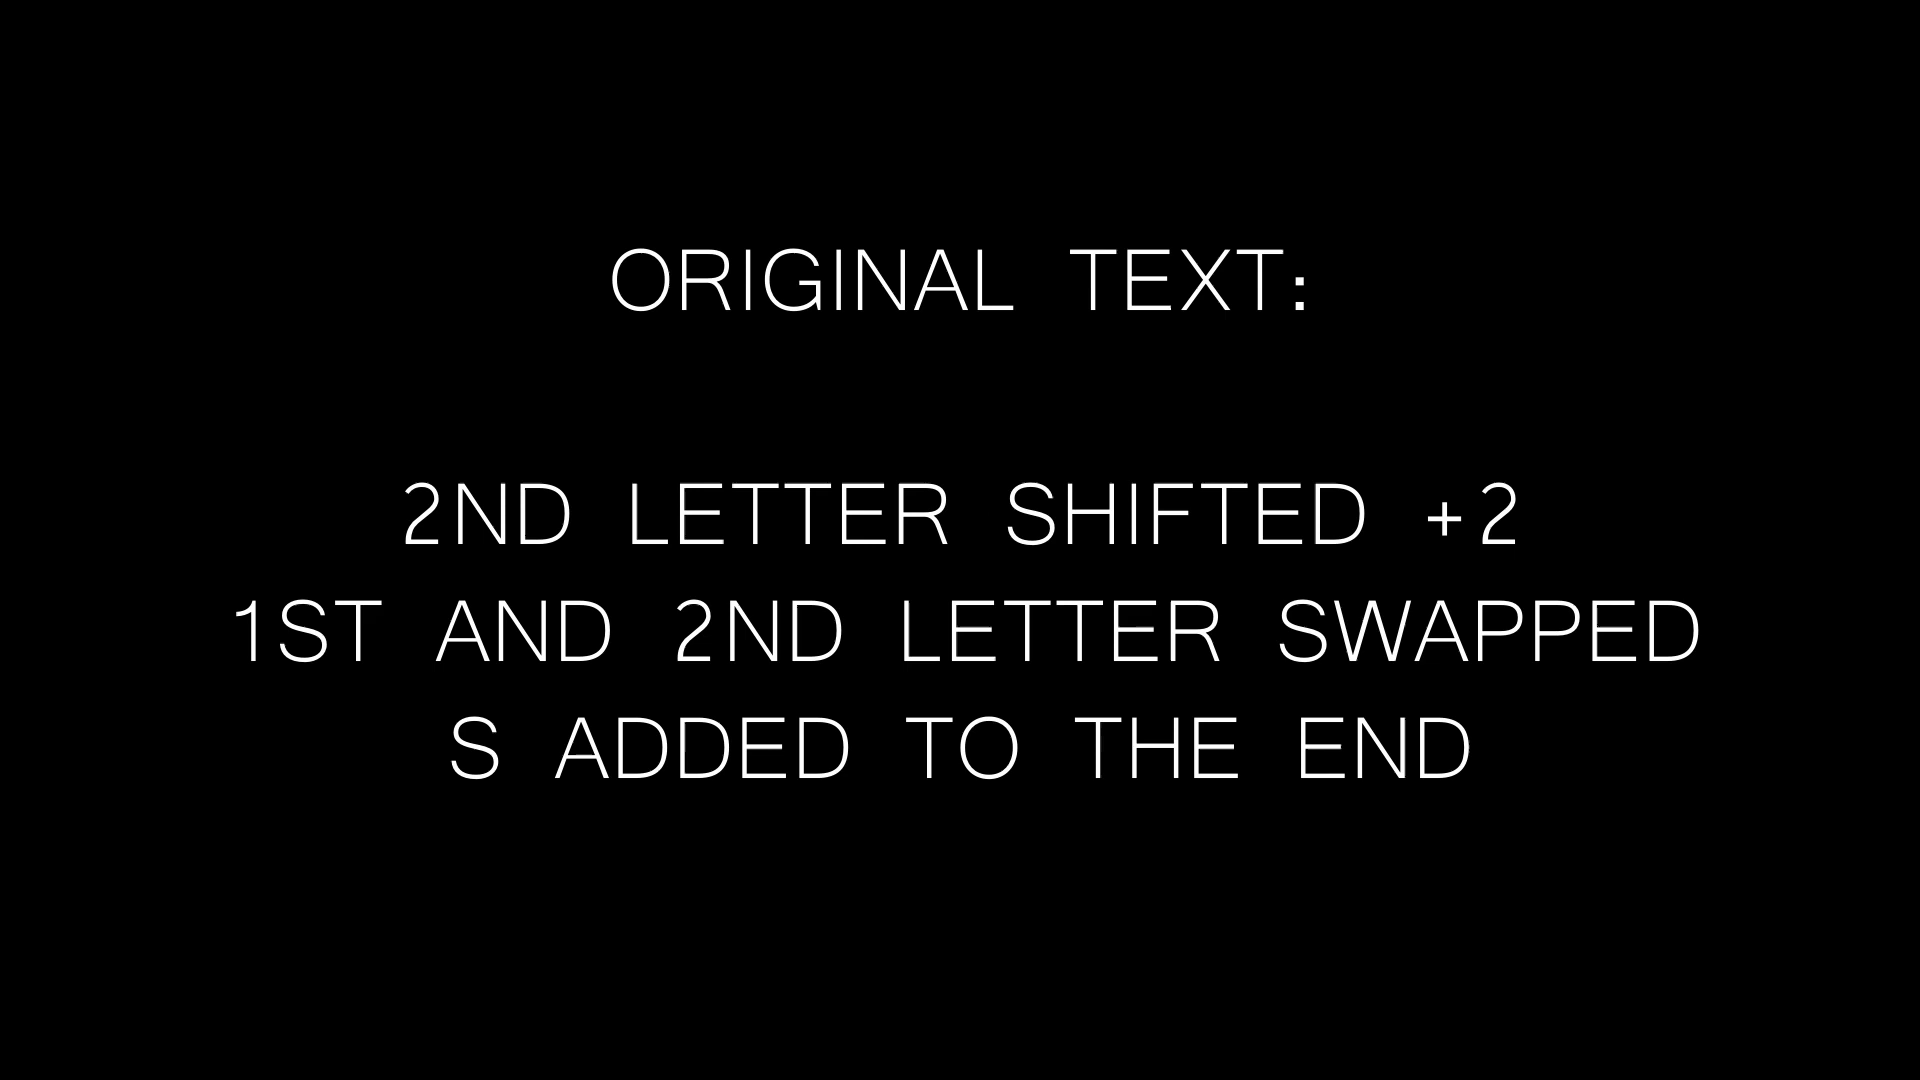 ORIGINAL TEXT:
2ND LETTER SHIFTED +2
1ST AND 2ND LETTER SWAPPED
S ADDED TO THE END